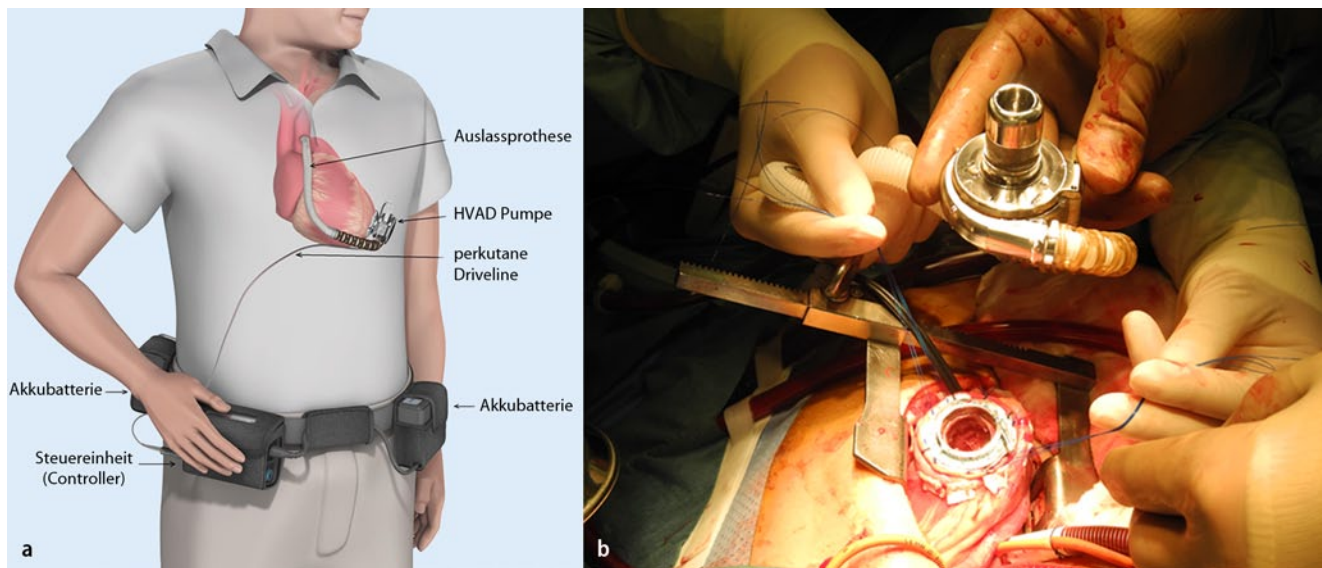 Auslassprothese
HVAD Pumpe
perkutane
Driveline
Akkubatterie
Akkubatterie
Steuereinheit
(Controller)
a
b